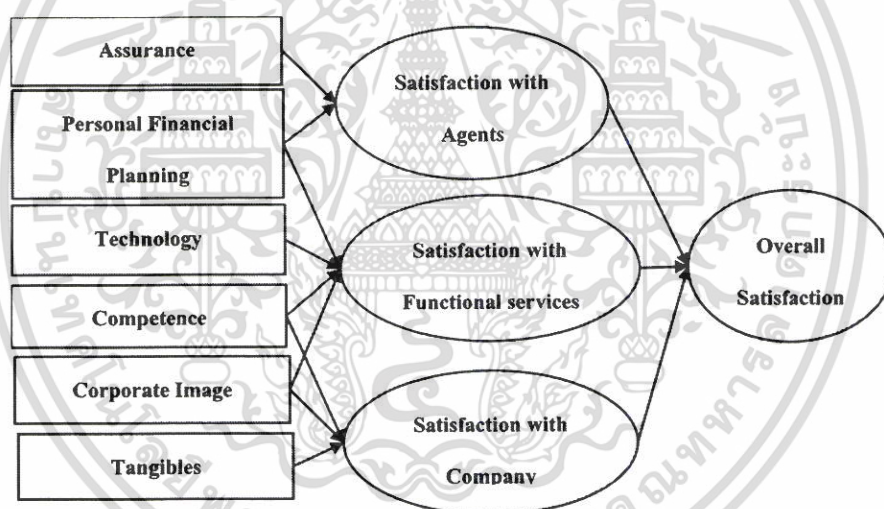 Assurance
Personal Financial
Planning
Technology
Competence
Corporate Image
Tangibles
Satisfaction with
Agents
Satisfaction with
Functional services
Satisfaction with
Company
Overall
Satisfaction